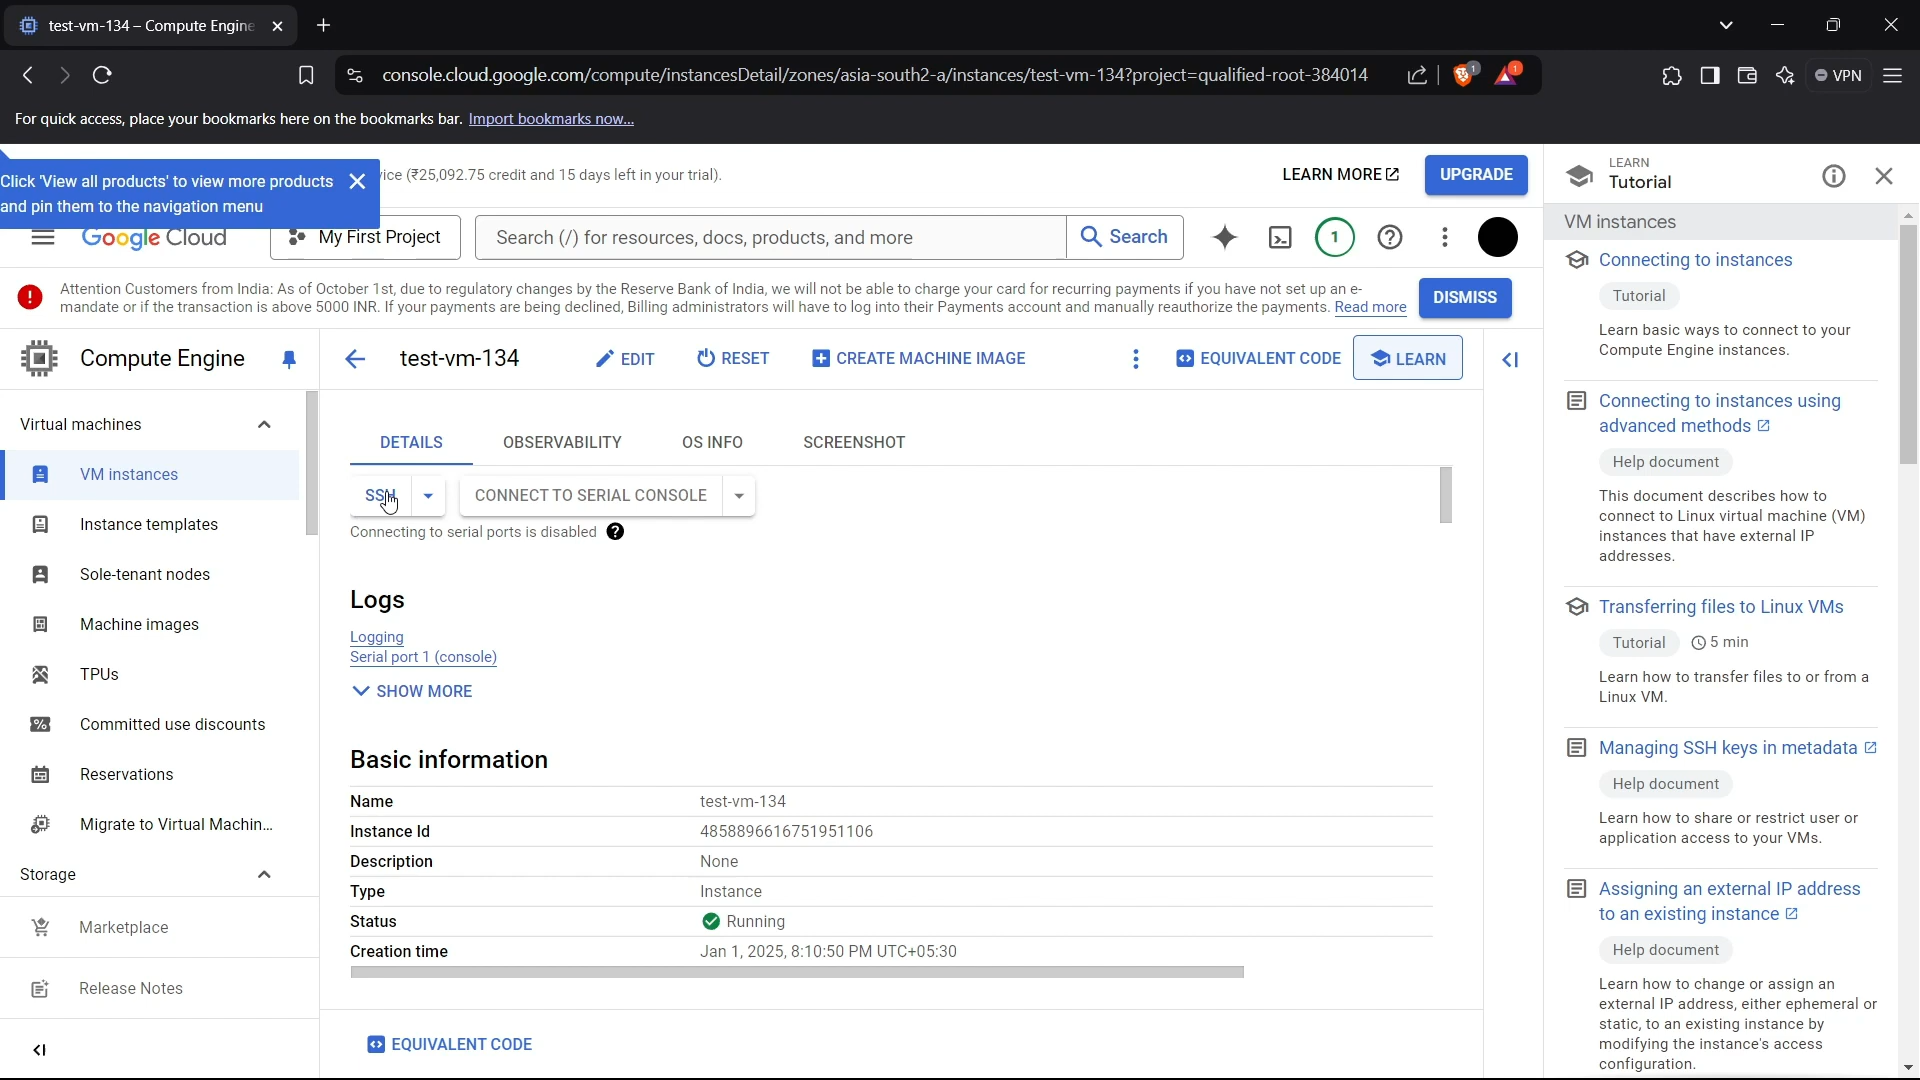 test-vm-134 – Compute Engine
console.cloud.google.com/compute/instancesDetail/zones/asia-south2-a/instances/test-vm-134?project=qualified-root-384014
1
1
VPN
For quick access, place your bookmarks here on the bookmarks bar. Import bookmarks now...
Click 'View all products' to view more products
and pin them to the navigation menu
(₹25,092.75 credit and 15 days left in your trial).
LEARN MORE
UPGRADE
Google Cloud
My First Project
Search (/) for resources, docs, products, and more
Search
1
Attention Customers from India: As of October 1st, due to regulatory changes by the Reserve Bank of India, we will not be able to charge your card for recurring payments if you have not set up an e-
mandate or if the transaction is above 5000 INR. If your payments are being declined, Billing administrators will have to log into their Payments account and manually reauthorize the payments. Read more
DISMISS
Compute Engine
test-vm-134
EDIT
RESET
CREATE MACHINE IMAGE
EQUIVALENT CODE
LEARN
Virtual machines
VM instances
Instance templates
Sole-tenant nodes
Machine images
TPUs
Committed use discounts
Reservations
Migrate to Virtual Machin...
Storage
Marketplace
Release Notes
DETAILS
OBSERVABILITY
OS INFO
SCREENSHOT
SSH
CONNECT TO SERIAL CONSOLE
Connecting to serial ports is disabled
Logs
Logging
Serial port 1 (console)
SHOW MORE
Basic information
Name test-vm-134
Instance Id 4858896616751951106
Description None
Type Instance
Status Running
Creation time Jan 1, 2025, 8:10:50 PM UTC+05:30
EQUIVALENT CODE
LEARN
Tutorial
VM instances
Connecting to instances
Tutorial
Learn basic ways to connect to your
Compute Engine instances.
Connecting to instances using
advanced methods
Help document
This document describes how to
connect to Linux virtual machine (VM)
instances that have external IP
addresses.
Transferring files to Linux VMs
Tutorial 5 min
Learn how to transfer files to or from a
Linux VM.
Managing SSH keys in metadata
Help document
Learn how to share or restrict user or
application access to your VMs.
Assigning an external IP address
to an existing instance
Help document
Learn how to change or assign an
external IP address, either ephemeral or
static, to an existing instance by
modifying the instance's access
configuration.